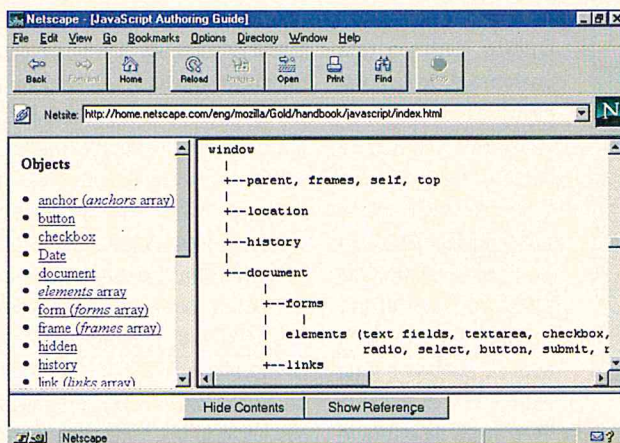 Netscape - [JavaScript Authoring Guide]
File Edit View Go Bookmarks Options Directory Window Help
Back Forward Home Reload Images Open Print Find Stop
Netsite: http://home.netscape.com/eng/mozilla/Gold/handbook/javascript/index.html
N
Objects
• anchor (anchors array)
• button
• checkbox
• Date
• document
• elements array
• form (forms array)
• frame (frames array)
• hidden
• history
• link (links array)
window
|
+--parent, frames, self, top
|
+--location
|
+--history
|
+--document
|
+--forms
| |
| elements (text fields, textarea, checkbox,
| radio, select, button, submit, r
+--links
Hide Contents Show Reference
Netscape